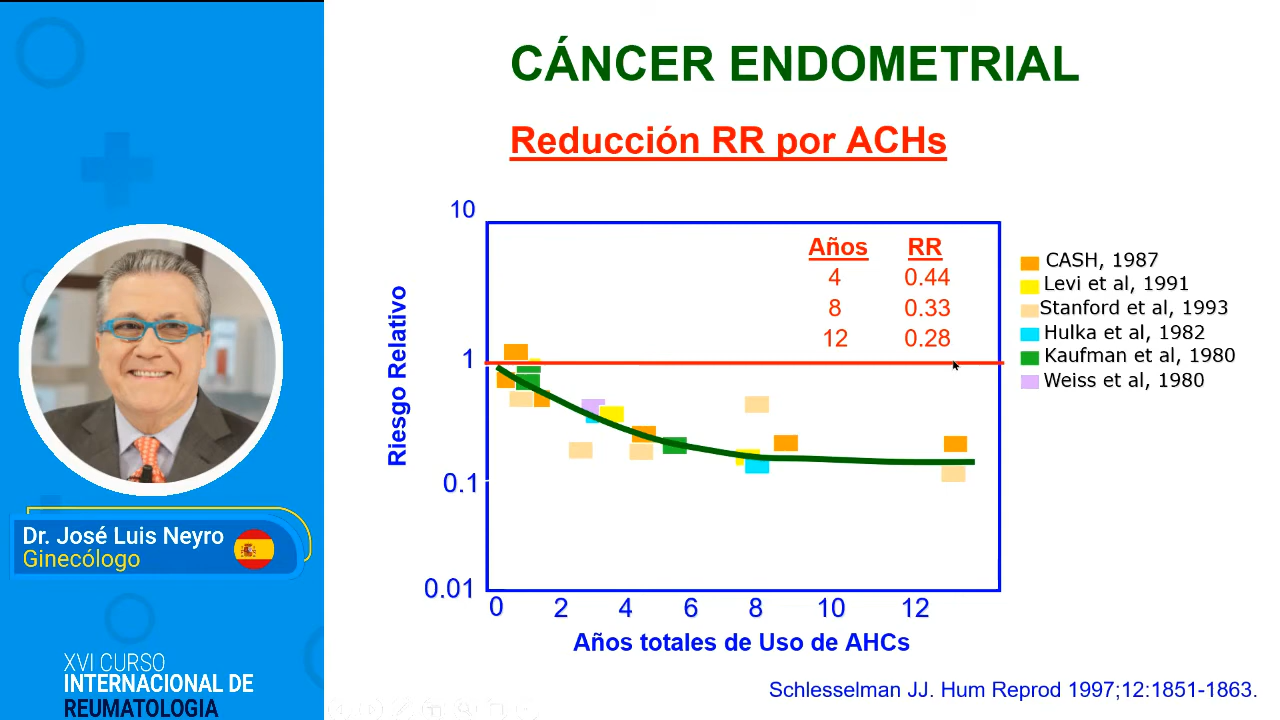 CÁNCER ENDOMETRIAL
Reducción RR por ACHs
10
1
0.1
0.01
Riesgo Relativo
Años RR
4 0.44
8 0.33
12 0.28
CASH, 1987
Levi et al, 1991
Stanford et al, 1993
Hulka et al, 1982
Kaufman et al, 1980
Weiss et al, 1980
0 2 4 6 8 10 12
Años totales de Uso de AHCs
Schlesselman JJ. Hum Reprod 1997;12:1851-1863.
Dr. José Luis Neyro
Ginecólogo
XVI CURSO
INTERNACIONAL DE
REUMATOLOGIA